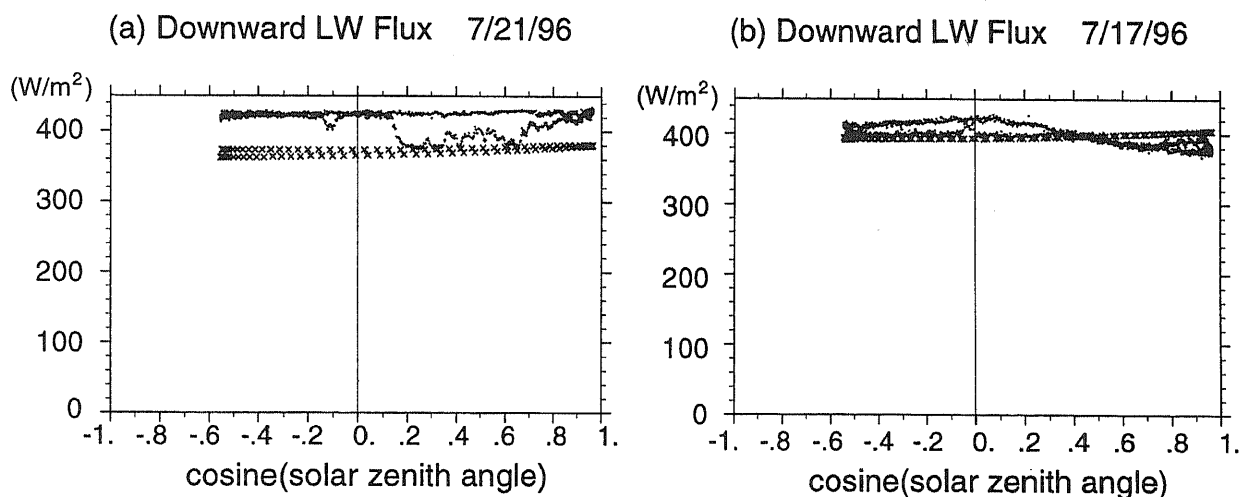 (a) Downward LW Flux 7/21/96
(W/m²)
400
300
200
100
0
-1. -.8 -.6 -.4 -.2 0. .2 .4 .6 .8 1.
cosine(solar zenith angle)
(b) Downward LW Flux 7/17/96
(W/m²)
400
300
200
100
0
-1. -.8 -.6 -.4 -.2 0. .2 .4 .6 .8 1.
cosine(solar zenith angle)